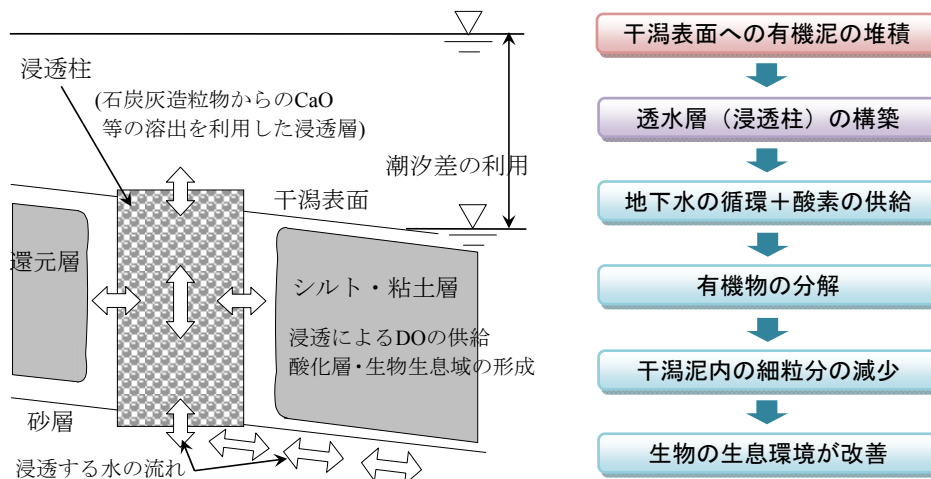 浸透柱
(石炭灰造粒物からのCaO
等の溶出を利用した浸透層)
潮汐差の利用
干潟表面
還元層
シルト・粘土層
浸透によるDOの供給
酸化層・生物生息域の形成
砂層
浸透する水の流れ
干潟表面への有機泥の堆積
透水層（浸透柱）の構築
地下水の循環＋酸素の供給
有機物の分解
干潟泥内の細粒分の減少
生物の生息環境が改善